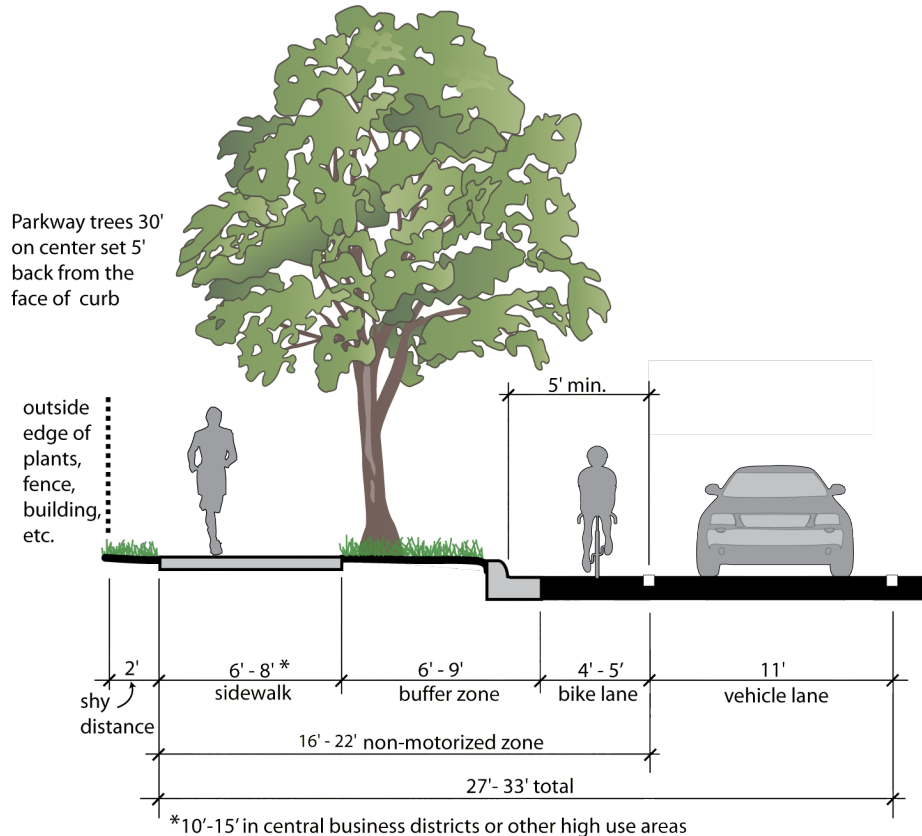 Parkway trees 30'
on center set 5'
back from the
face of curb
5' min.
outside
edge of
plants,
fence,
building,
etc.
2'
6' - 8' *
6' - 9'
4' - 5'
11'
shy
distance
sidewalk
buffer zone
bike lane
vehicle lane
16' - 22' non-motorized zone
27'- 33' total
*10'-15' in central business districts or other high use areas